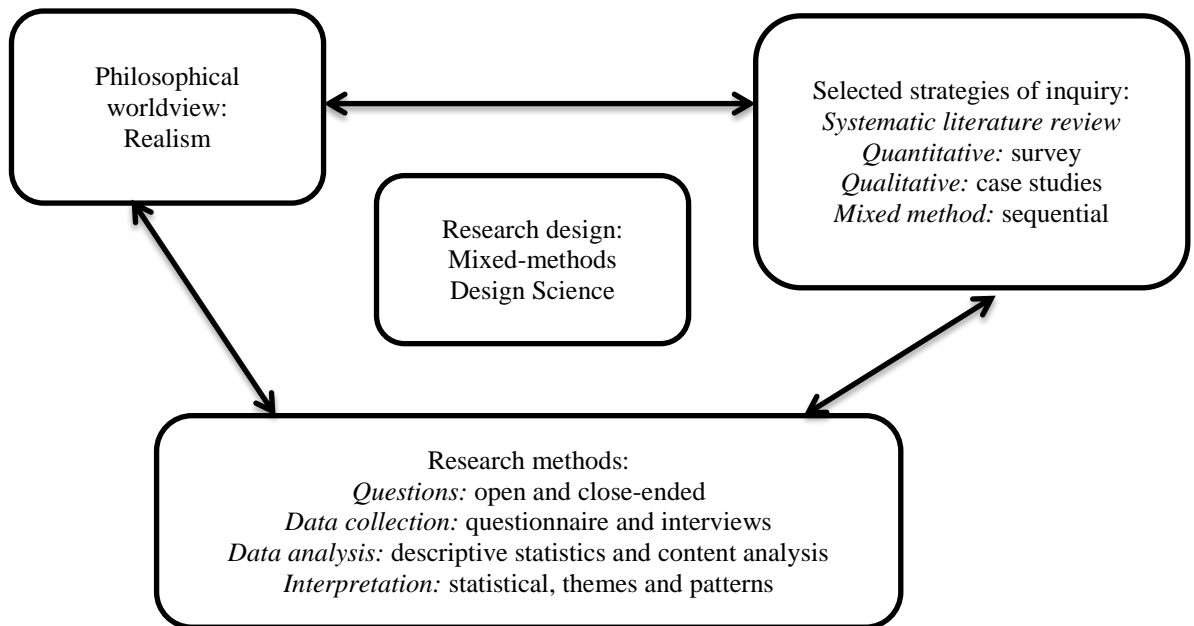 Philosophical
worldview:
Realism
Selected strategies of inquiry:
Systematic literature review
Quantitative: survey
Qualitative: case studies
Mixed method: sequential
Research design:
Mixed-methods
Design Science
Research methods:
Questions: open and close-ended
Data collection: questionnaire and interviews
Data analysis: descriptive statistics and content analysis
Interpretation: statistical, themes and patterns